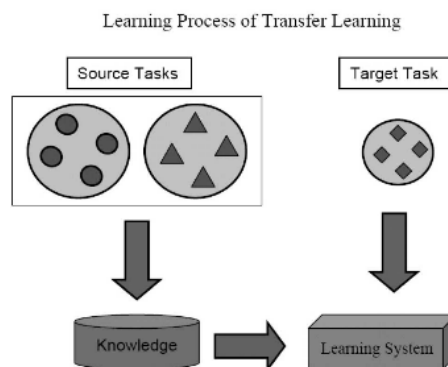 Learning Process of Transfer Learning
Source Tasks
Target Task
Knowledge
Learning System